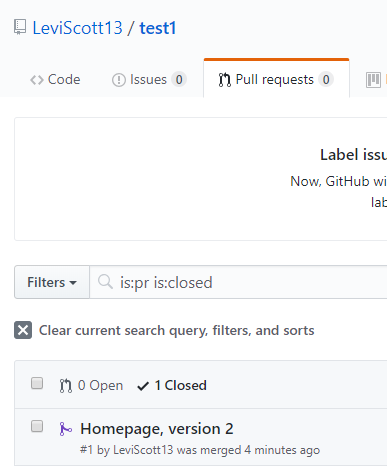 LeviScott13 / test1
Code Issues 0 Pull requests 0
Label issu
Now, GitHub wi
lab
Filters is:pr is:closed
Clear current search query, filters, and sorts
0 Open 1 Closed
Homepage, version 2
#1 by LeviScott13 was merged 4 minutes ago